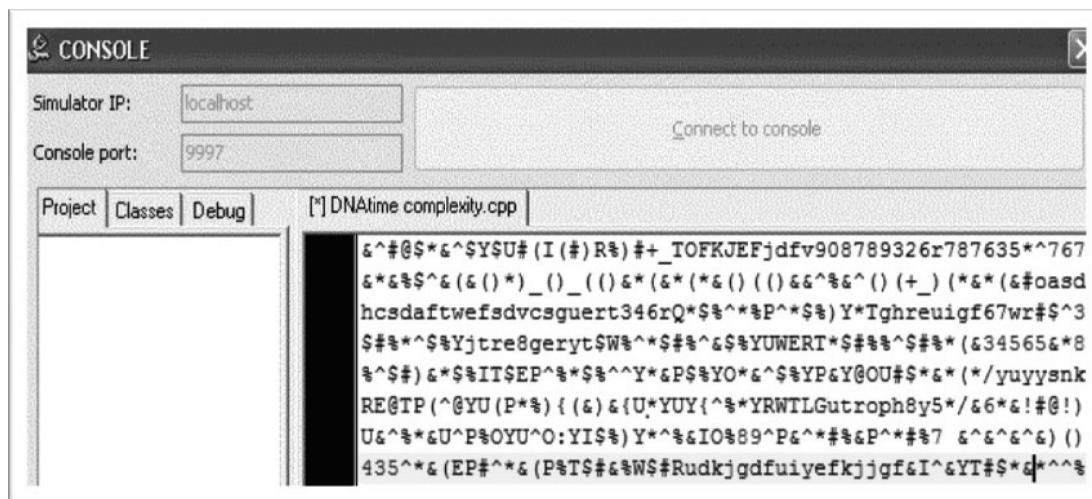 CONSOLE
Simulator IP:
localhost
Connect to console
Console port:
9997
Project Classes Debug
[*] DNAtime complexity.cpp
&^#@$*&^$Y$U#(I(#)R%)#+_TOFKJEFjdfv908789326r787635*^767
&*&%$^&(&()*)_()_(()&*(&*(*&()(()&&^%&^()(+_)(*&*(&#oasd
hcsdaftwefsdvcsguert346rQ*$%^*%P^*$%)Y*Tghreuigf67wr#$^3
$#%*^$%Yjtre8geryt$W%^*$#%^&$%YUWERT*$#%%^$#%*(&34565&*8
%^$#)&*$%IT$EP^%*$%^^Y*&P$%YO*&^$%YP&Y@OU#$*&*(*/yuyysnk
RE@TP(^@YU(P*%){(&)&{U*YUY{^%*YRWTLGutroph8y5*/&6*&!#@!)
U&^%*&U^P%OYU^O:YI$%)Y*^%&IO%89^P&^*#%&P^*#%7 &^&^&^&)()
435^*&(EP#^*&(P%T$#&%W$#Rudkjgdfuiyefkjjgf&I^&YT#$*&*^^%